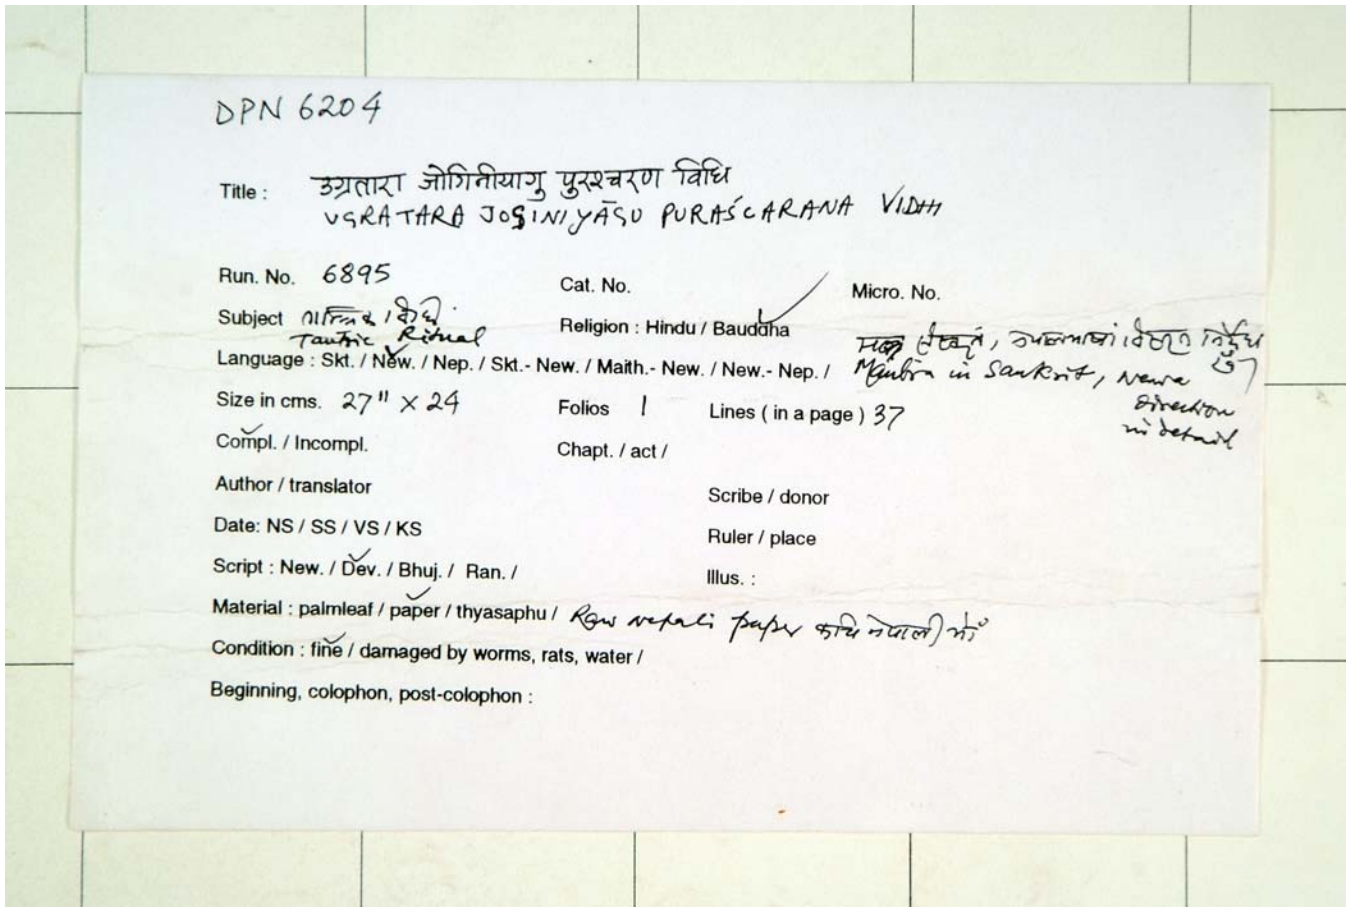 DPN 6204
Title : उग्रतारा जोगिनीयागु पुरश्चरण विधि
UGRATARA JOGINIYĀGU PURAŚCARANA VIDHI
Run. No. 6895 Cat. No. Micro. No.
Subject तान्त्रिक विधि Religion : Hindu / Bauddha
Tantric Ritual
संस्कृत, नेपालभाषां विस्तृत निर्देश
Language : Skt. / New. / Nep. / Skt.- New. / Maith.- New. / New.- Nep. / Mantra in Sanskrit, Newa
direction
in detail
Size in cms. 27" × 24 Folios 1 Lines ( in a page ) 37
Compl. / Incompl. Chapt. / act /
Author / translator Scribe / donor
Date: NS / SS / VS / KS Ruler / place
Script : New. / Dev. / Bhuj. / Ran. / Illus. :
Material : palmleaf / paper / thyasaphu / Raw nepali paper नेपाली
Condition : fine / damaged by worms, rats, water /
Beginning, colophon, post-colophon :